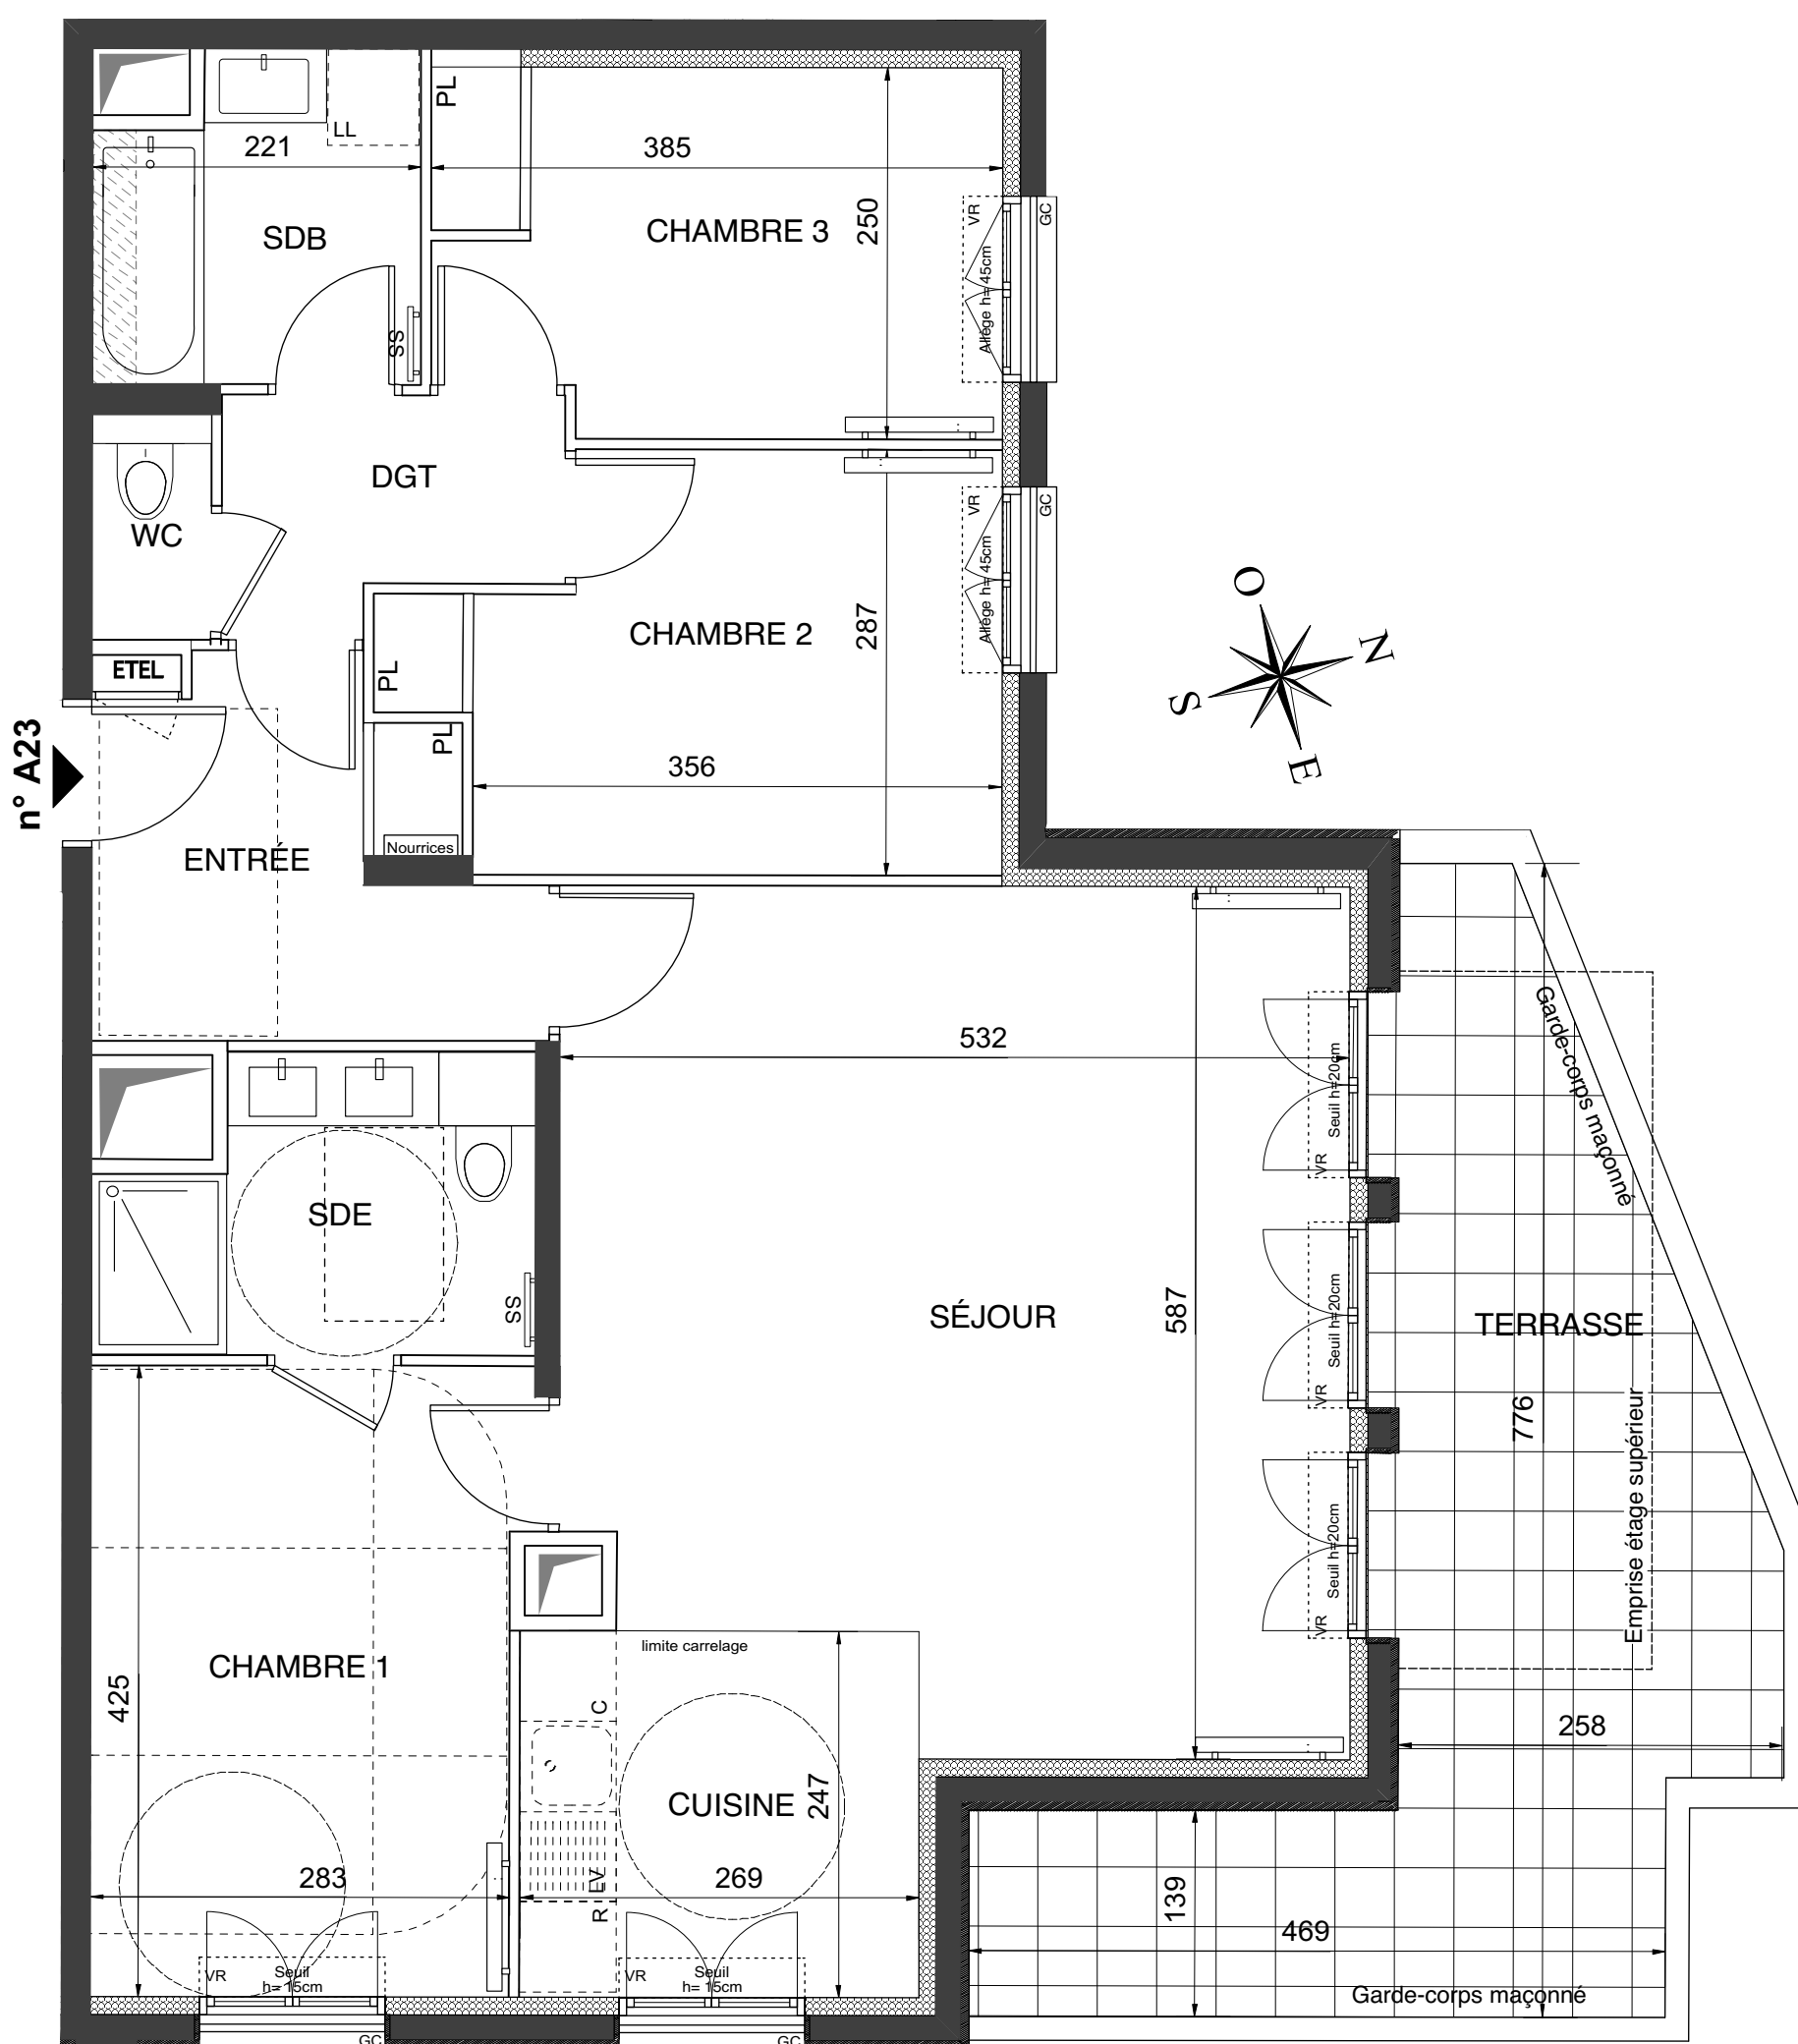 PL
LL
221
385
SDB
CHAMBRE 3
250
VR
GC
Allège h= 45cm
SS
DGT
WC
VR
GC
Allège h= 45cm
CHAMBRE 2
287
ETEL
PL
O
N
S
E
n° A23
PL
356
Nourrices
ENTRÉE
532
Seuil h=20cm
VR
Garde-corps maçonné
SDE
SS
SÉJOUR
587
Seuil h=20cm
VR
TERRASSE
776
Emprise étage supérieur
Seuil h=20cm
VR
limite carrelage
CHAMBRE 1
425
C
258
CUISINE
247
283
LV
R
269
139
469
VR
Seuil
h= 15cm
VR
Seuil
h= 15cm
Garde-corps maçonné
GC
GC